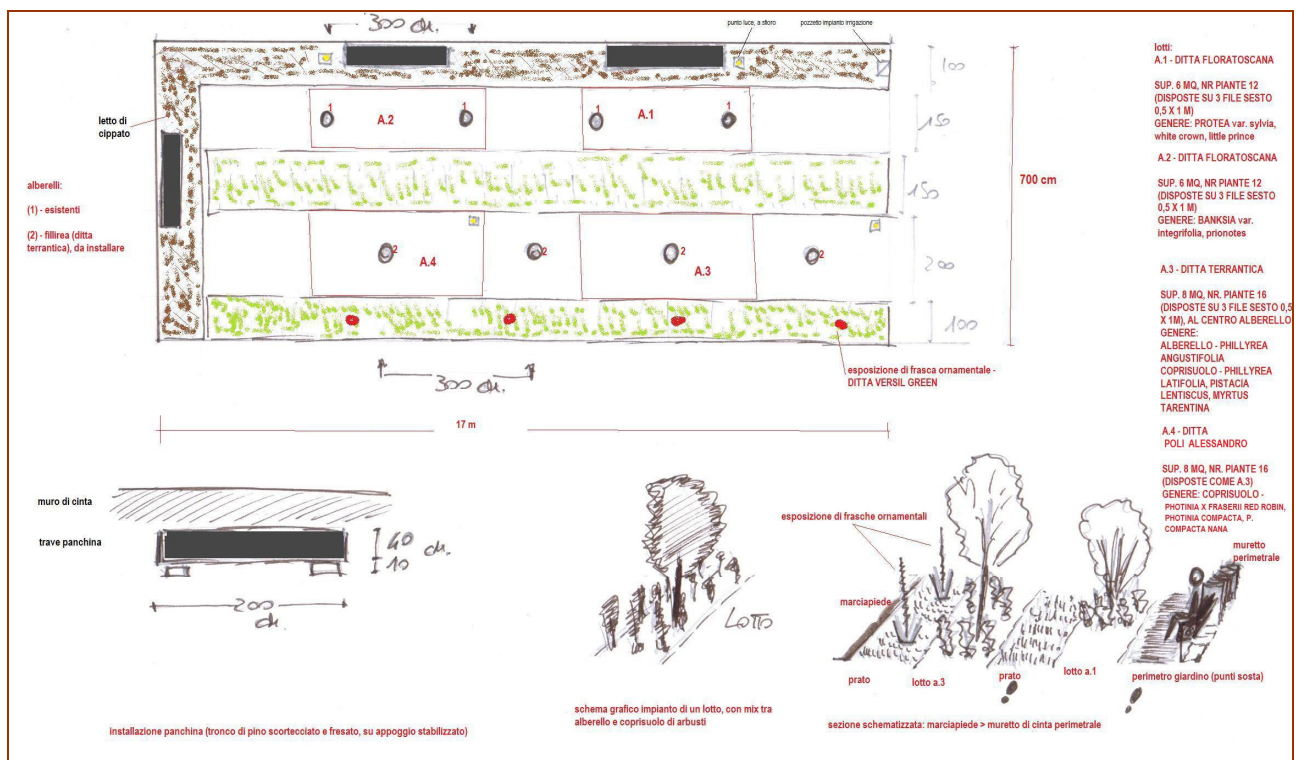 300 cm.
punto luce, a sforo
pozzetto impianto irrigazione
letto di
cippato
alberelli:
(1) - esistenti
(2) - fillirea (ditta
terrantica), da installare
1
A.2
1
1
A.1
1
2
A.4
2
2
A.3
2
100
150
150
200
100
700 cm
300 cm.
esposizione di frasca ornamentale -
DITTA VERSIL GREEN
17 m
lotti:
A.1 - DITTA FLORATOSCANA
SUP. 6 MQ, NR PIANTE 12
(DISPOSTE SU 3 FILE SESTO
0,5 X 1 M)
GENERE: PROTEA var. sylvia,
white crown, little prince
A.2 - DITTA FLORATOSCANA
SUP. 6 MQ, NR PIANTE 12
(DISPOSTE SU 3 FILE SESTO
0,5 X 1 M)
GENERE: BANKSIA var.
integrifolia, prionotes
A.3 - DITTA TERRANTICA
SUP. 8 MQ, NR. PIANTE 16
(DISPOSTE SU 3 FILE SESTO 0,5
X 1M), AL CENTRO ALBERELLO
GENERE:
ALBERELLO - PHILLYREA
ANGUSTIFOLIA
COPRISUOLO - PHILLYREA
LATIFOLIA, PISTACIA
LENTISCUS, MYRTUS
TARENTINA
A.4 - DITTA
POLI ALESSANDRO
SUP. 8 MQ, NR. PIANTE 16
(DISPOSTE COME A.3)
GENERE: COPRISUOLO -
PHOTINIA X FRASERII RED ROBIN,
PHOTINIA COMPACTA, P.
COMPACTA NANA
muro di cinta
trave panchina
40
10
cm.
200
cm.
installazione panchina (tronco di pino scortecciato e fresato, su appoggio stabilizzato)
LOTTO
schema grafico impianto di un lotto, con mix tra
alberello e coprisuolo di arbusti
esposizione di frasche ornamentali
marciapiede
muretto
perimetrale
prato
lotto a.3
prato
lotto a.1
perimetro giardino (punti sosta)
sezione schematizzata: marciapiede > muretto di cinta perimetrale